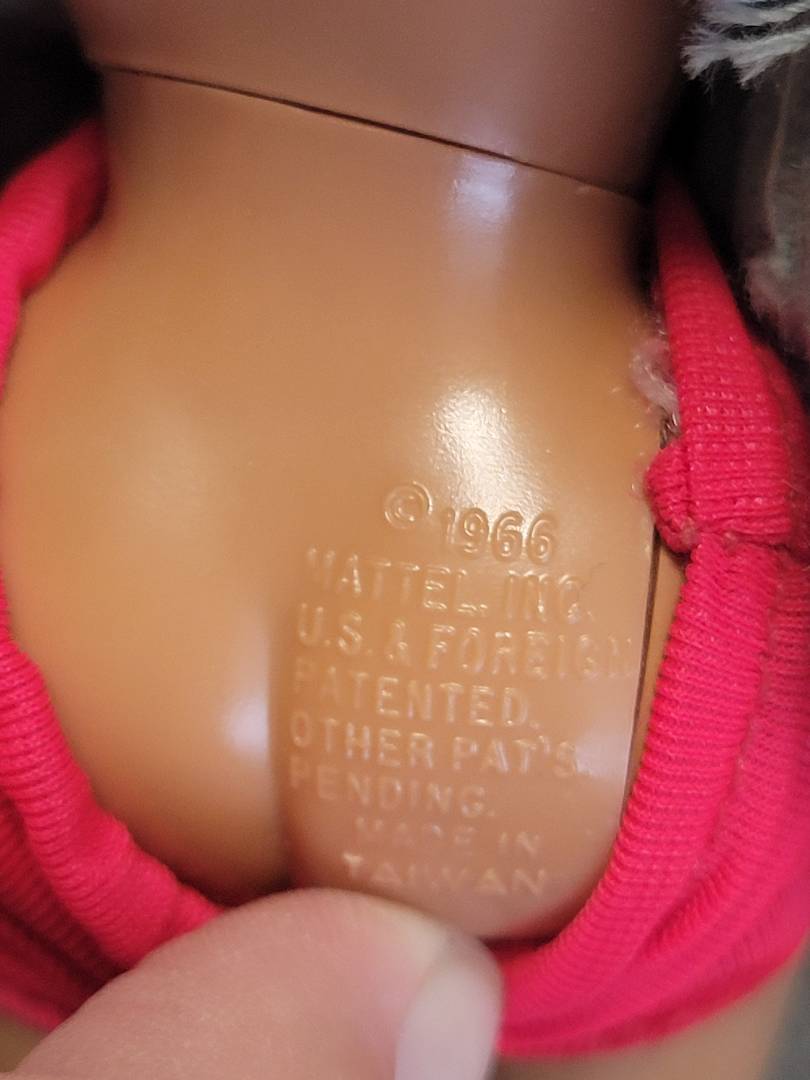 © 1966
MATTEL, INC.
U.S. & FOREIGN
PATENTED.
OTHER PAT'S
PENDING.
MADE IN
TAIWAN